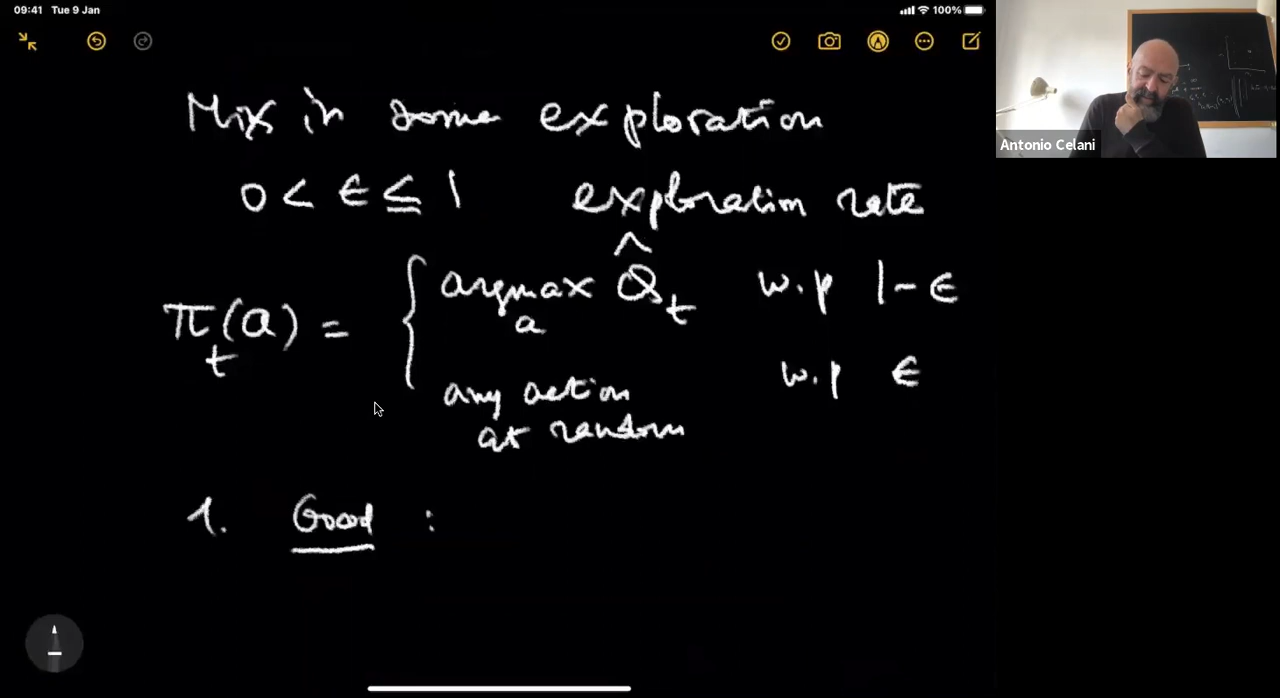 09:41 Tue 9 Jan
100%
Antonio Celani
Mix in some exploration
0 < ϵ ≤ 1 exploration rate
π_t(a) = { argmax_a Q̂_t w.p 1-ϵ
any action at random w.p ϵ
1. Good :